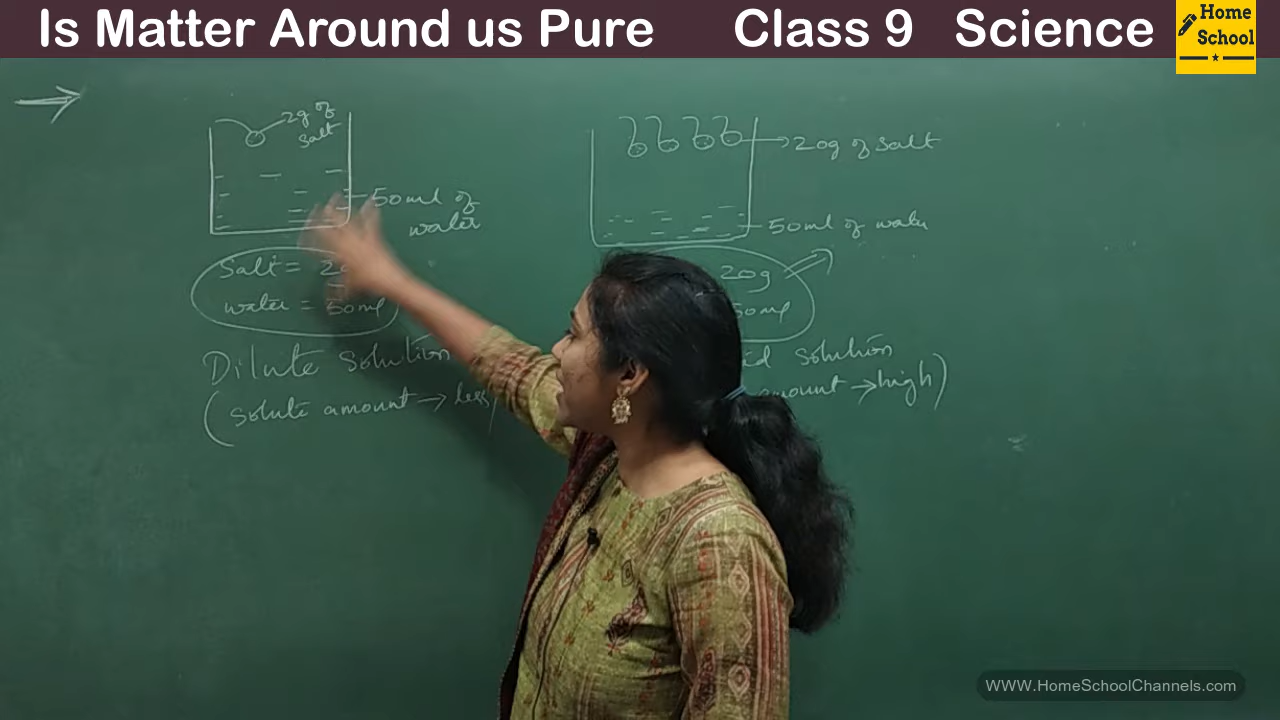 Is Matter Around us Pure Class 9 Science
Home
School
2g of
salt
50ml of
water
20g of salt
50ml of water
Salt =
water = 50ml
20g
50ml
Dilute solution
(solute amount → less
solution
amount → high)
WWW.HomeSchoolChannels.com